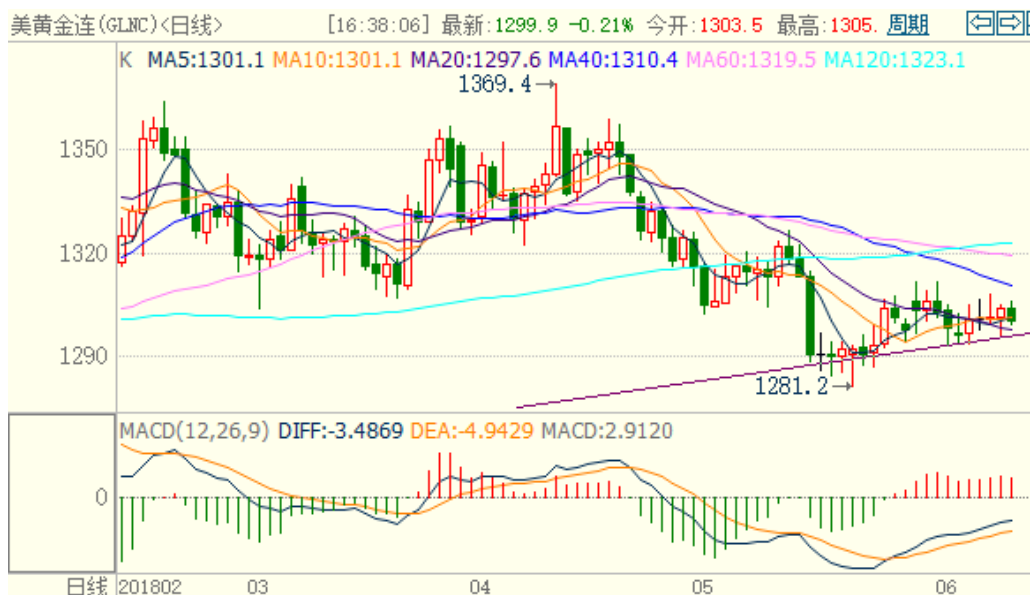 美黄金连(GLNC)<日线> [16:38:06] 最新:1299.9 -0.21% 今开:1303.5 最高:1305. 周期
K MA5:1301.1 MA10:1301.1 MA20:1297.6 MA40:1310.4 MA60:1319.5 MA120:1323.1
1369.4
1350
1320
1290
1281.2
MACD(12,26,9) DIFF:-3.4869 DEA:-4.9429 MACD:2.9120
0
日线 201802 03 04 05 06